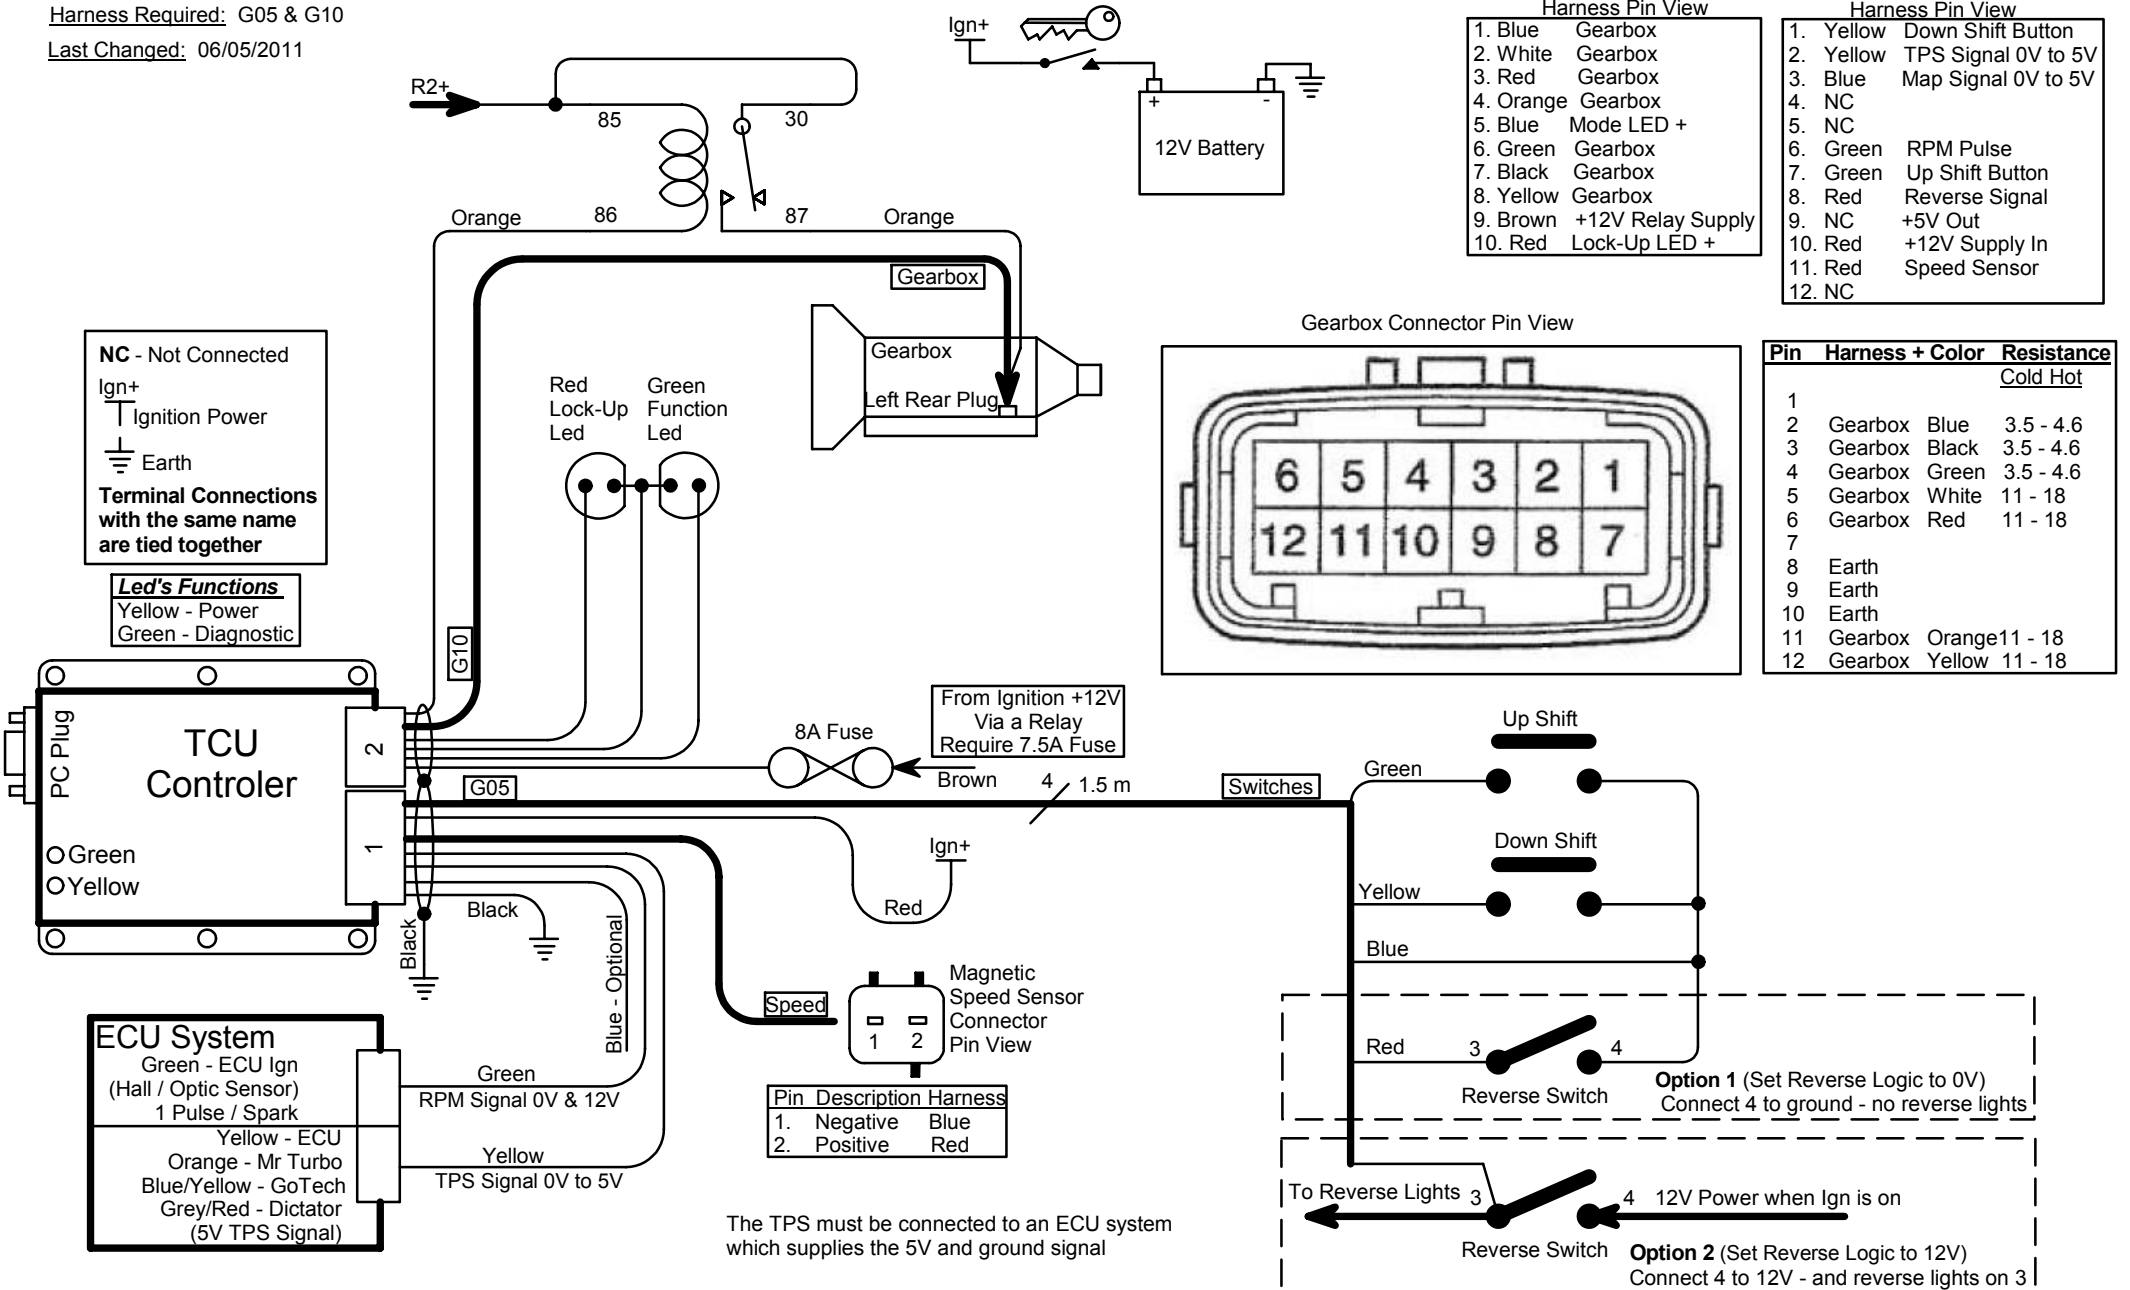 Harness Required: G05 & G10
Last Changed: 06/05/2011
R2+
85
30
86
87
Orange
Orange
Gearbox
Ign+
+
-
12V Battery
Harness Pin View
1. Blue Gearbox
2. White Gearbox
3. Red Gearbox
4. Orange Gearbox
5. Blue Mode LED +
6. Green Gearbox
7. Black Gearbox
8. Yellow Gearbox
9. Brown +12V Relay Supply
10. Red Lock-Up LED +
Harness Pin View
1. Yellow Down Shift Button
2. Yellow TPS Signal 0V to 5V
3. Blue Map Signal 0V to 5V
4. NC
5. NC
6. Green RPM Pulse
7. Green Up Shift Button
8. Red Reverse Signal
9. NC +5V Out
10. Red +12V Supply In
11. Red Speed Sensor
12. NC
NC - Not Connected
Ign+
Ignition Power
Earth
Terminal Connections
with the same name
are tied together
Led's Functions
Yellow - Power
Green - Diagnostic
Red
Lock-Up
Led
Green
Function
Led
Gearbox
Left Rear Plug
Gearbox Connector Pin View
6 5 4 3 2 1
12 11 10 9 8 7
Pin Harness + Color Resistance
Cold Hot
1
2 Gearbox Blue 3.5 - 4.6
3 Gearbox Black 3.5 - 4.6
4 Gearbox Green 3.5 - 4.6
5 Gearbox White 11 - 18
6 Gearbox Red 11 - 18
7
8 Earth
9 Earth
10 Earth
11 Gearbox Orange11 - 18
12 Gearbox Yellow 11 - 18
G10
PC Plug
TCU
Controler
2
1
Green
Yellow
8A Fuse
From Ignition +12V
Via a Relay
Require 7.5A Fuse
Brown
G05
4
1.5 m
Switches
Ign+
Red
Black
Black
Blue - Optional
Speed
1 2
Magnetic
Speed Sensor
Connector
Pin View
Pin Description Harness
1. Negative Blue
2. Positive Red
ECU System
Green - ECU Ign
(Hall / Optic Sensor)
1 Pulse / Spark
Yellow - ECU
Orange - Mr Turbo
Blue/Yellow - GoTech
Grey/Red - Dictator
(5V TPS Signal)
Green
RPM Signal 0V & 12V
Yellow
TPS Signal 0V to 5V
The TPS must be connected to an ECU system
which supplies the 5V and ground signal
Up Shift
Green
Down Shift
Yellow
Blue
Red
3
4
Reverse Switch
Option 1 (Set Reverse Logic to 0V)
Connect 4 to ground - no reverse lights
To Reverse Lights
3
4
12V Power when Ign is on
Reverse Switch
Option 2 (Set Reverse Logic to 12V)
Connect 4 to 12V - and reverse lights on 3